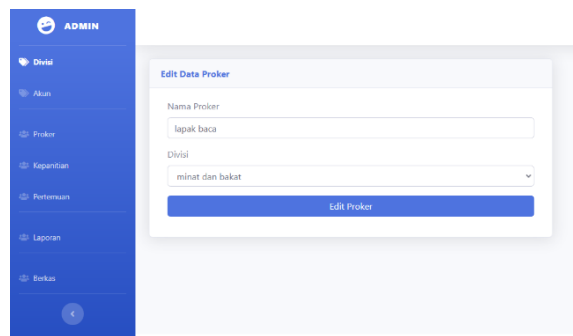 ADMIN
Divisi
Akun
Proker
Kepanitian
Pertemuan
Laporan
Berkas
Edit Data Proker
Nama Proker
lapak baca
Divisi
minat dan bakat
Edit Proker